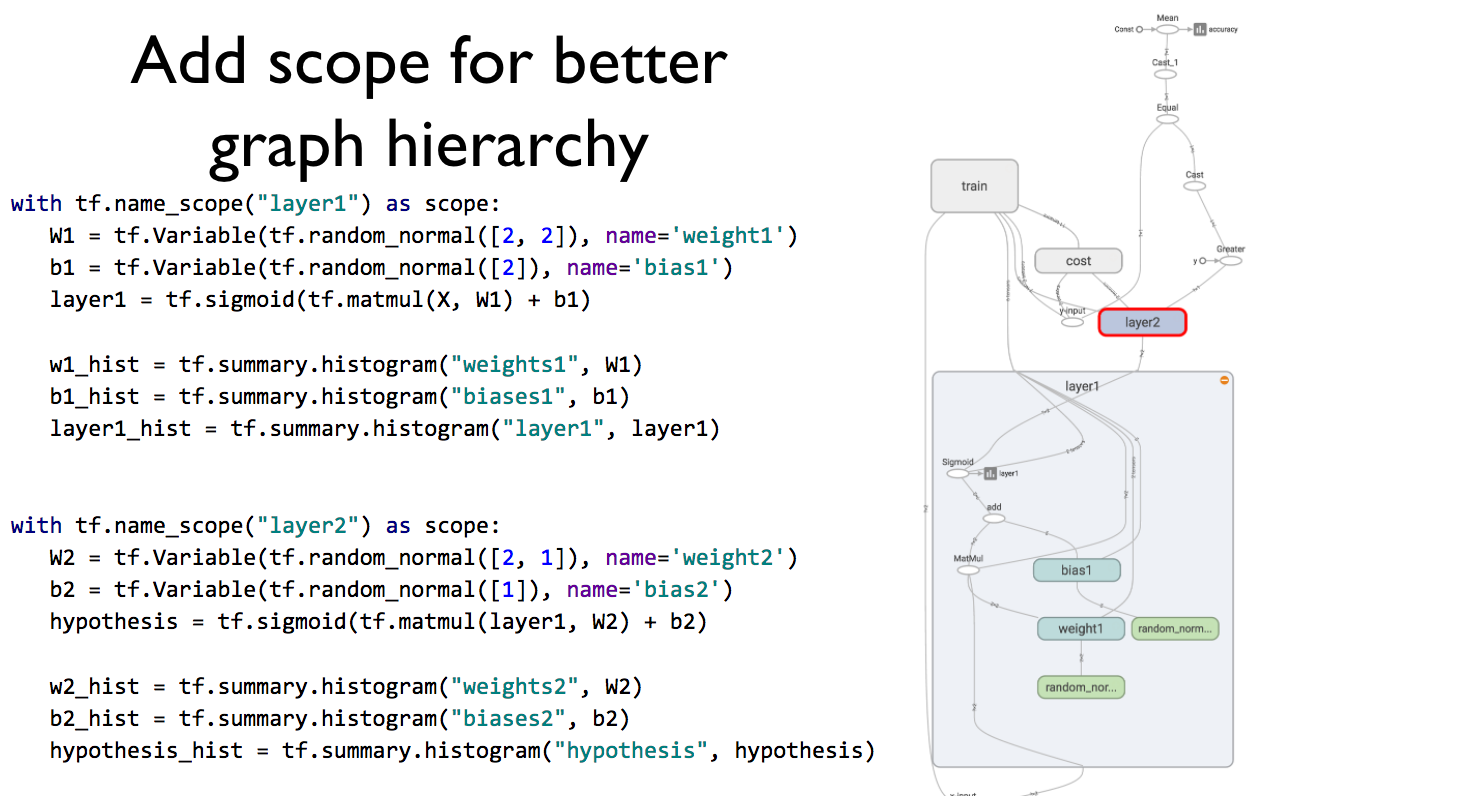 Add scope for better
graph hierarchy
with tf.name_scope("layer1") as scope:
W1 = tf.Variable(tf.random_normal([2, 2]), name='weight1')
b1 = tf.Variable(tf.random_normal([2]), name='bias1')
layer1 = tf.sigmoid(tf.matmul(X, W1) + b1)
w1_hist = tf.summary.histogram("weights1", W1)
b1_hist = tf.summary.histogram("biases1", b1)
layer1_hist = tf.summary.histogram("layer1", layer1)
with tf.name_scope("layer2") as scope:
W2 = tf.Variable(tf.random_normal([2, 1]), name='weight2')
b2 = tf.Variable(tf.random_normal([1]), name='bias2')
hypothesis = tf.sigmoid(tf.matmul(layer1, W2) + b2)
w2_hist = tf.summary.histogram("weights2", W2)
b2_hist = tf.summary.histogram("biases2", b2)
hypothesis_hist = tf.summary.histogram("hypothesis", hypothesis)
Mean
Const
accuracy
Cast_1
Equal
Cast
train
Greater
y
cost
y-input
layer2
layer1
Sigmoid
layer1
add
MatMul
bias1
weight1
random_norm...
random_nor...